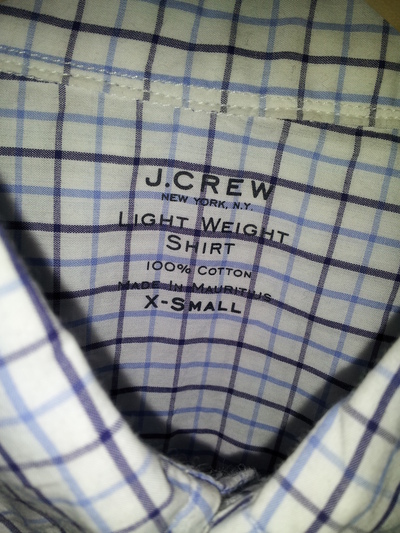 J.CREW
NEW YORK, N.Y.
LIGHT WEIGHT
SHIRT
100% COTTON
MADE IN MAURITIUS
X-SMALL